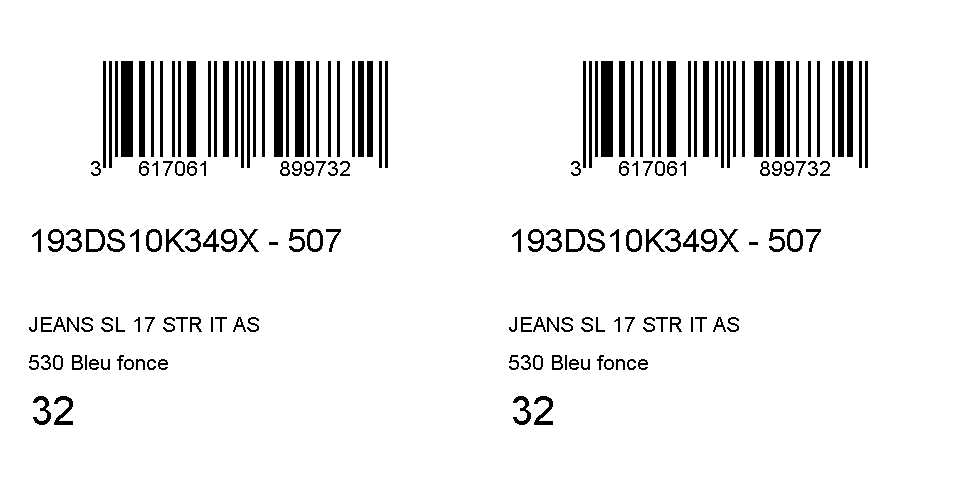 3 617061 899732
193DS10K349X - 507
JEANS SL 17 STR IT AS
530 Bleu fonce
32
3 617061 899732
193DS10K349X - 507
JEANS SL 17 STR IT AS
530 Bleu fonce
32